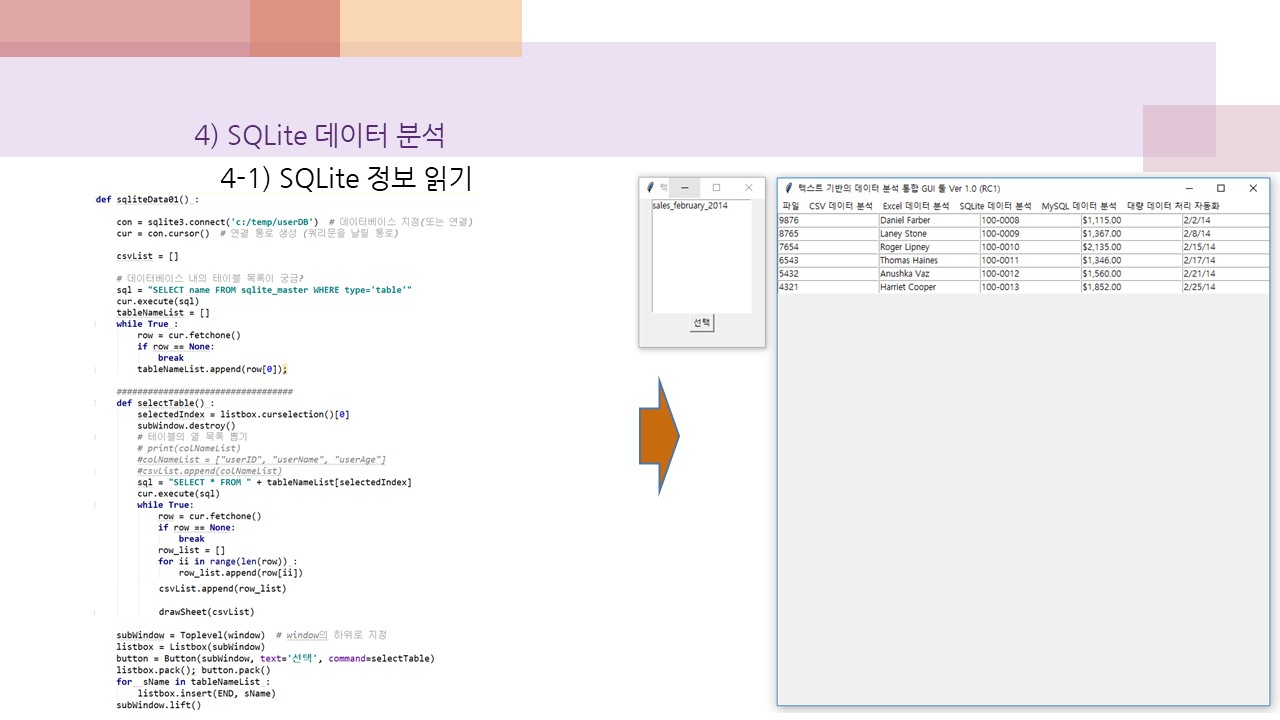 4) SQLite 데이터 분석
4-1) SQLite 정보 읽기
def sqliteData01() :
con = sqlite3.connect('c:/temp/userDB')  # 데이터베이스 지정(또는 연결)
cur = con.cursor()  # 연결 통로 생성 (쿼리문을 날릴 통로)
csvList = []
# 데이터베이스 내의 테이블 목록이 궁금?
sql = "SELECT name FROM sqlite_master WHERE type='table'"
cur.execute(sql)
tableNameList = []
while True :
row = cur.fetchone()
if row == None:
break
tableNameList.append(row[0]);
##################################
def selectTable() :
selectedIndex = listbox.curselection()[0]
subWindow.destroy()
# 테이블의 열 목록 뽑기
# print(colNameList)
#colNameList = ["userID", "userName", "userAge"]
#csvList.append(colNameList)
sql = "SELECT * FROM " + tableNameList[selectedIndex]
cur.execute(sql)
while True:
row = cur.fetchone()
if row == None:
break
row_list = []
for ii in range(len(row)) :
row_list.append(row[ii])
csvList.append(row_list)
drawSheet(csvList)
subWindow = Toplevel(window)  # window의 하위로 지정
listbox = Listbox(subWindow)
button = Button(subWindow, text='선택', command=selectTable)
listbox.pack(); button.pack()
for  sName in tableNameList :
listbox.insert(END, sName)
subWindow.lift()
sales_february_2014
선택
텍스트 기반의 데이터 분석 통합 GUI 툴 Ver 1.0 (RC1)
파일 CSV 데이터 분석 Excel 데이터 분석 SQLite 데이터 분석 MySQL 데이터 분석 대량 데이터 처리 자동화
9876 Daniel Farber 100-0008 $1,115.00 2/2/14
8765 Laney Stone 100-0009 $1,367.00 2/8/14
7654 Roger Lipney 100-0010 $2,135.00 2/15/14
6543 Thomas Haines 100-0011 $1,346.00 2/17/14
5432 Anushka Vaz 100-0012 $1,560.00 2/21/14
4321 Harriet Cooper 100-0013 $1,852.00 2/25/14